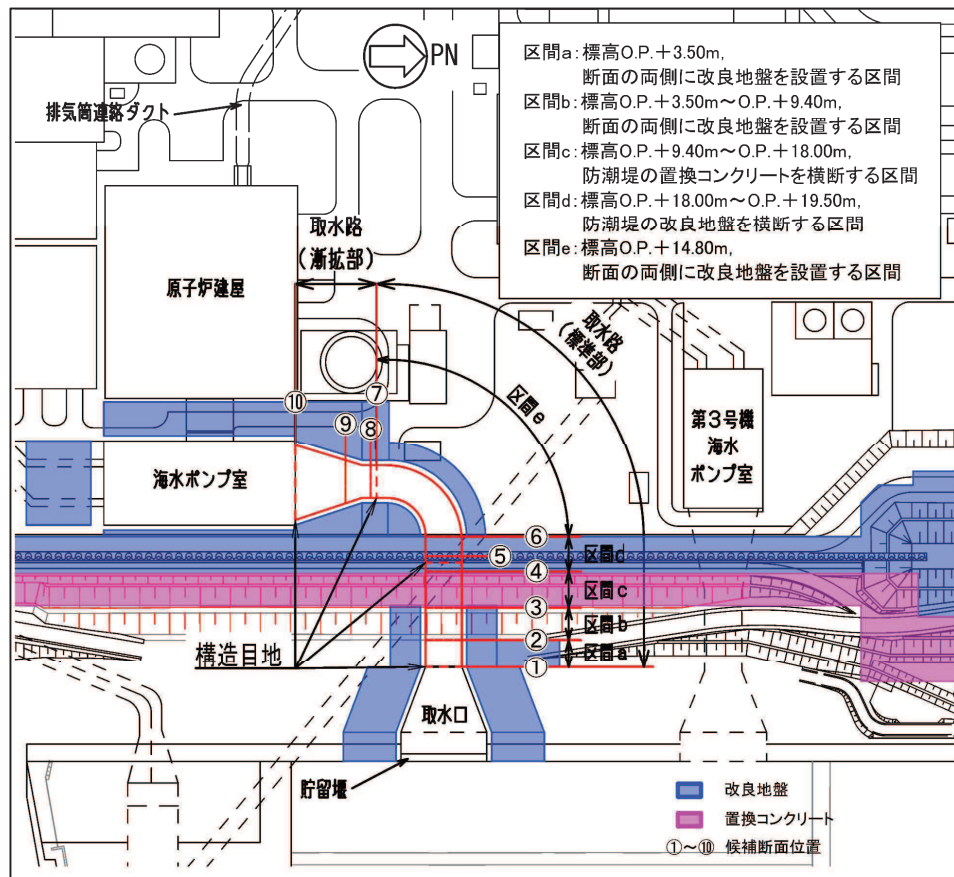 PN
区間a:標高O.P.+3.50m,
断面の両側に改良地盤を設置する区間
区間b:標高O.P.+3.50m~O.P.+9.40m,
断面の両側に改良地盤を設置する区間
区間c:標高O.P.+9.40m~O.P.+18.00m,
防潮堤の置換コンクリートを横断する区間
区間d:標高O.P.+18.00m~O.P.+19.50m,
防潮堤の改良地盤を横断する区間
区間e:標高O.P.+14.80m,
断面の両側に改良地盤を設置する区間
排気筒連絡ダクト
取水路
(漸拡部)
原子炉建屋
取水路
(標準部)
区間e
⑦
⑩
⑨
⑧
第3号機
海水
ポンプ室
海水ポンプ室
⑥
⑤
区間d
④
区間c
③
区間b
②
区間a
①
構造目地
取水口
貯留堰
改良地盤
置換コンクリート
①~⑩ 候補断面位置